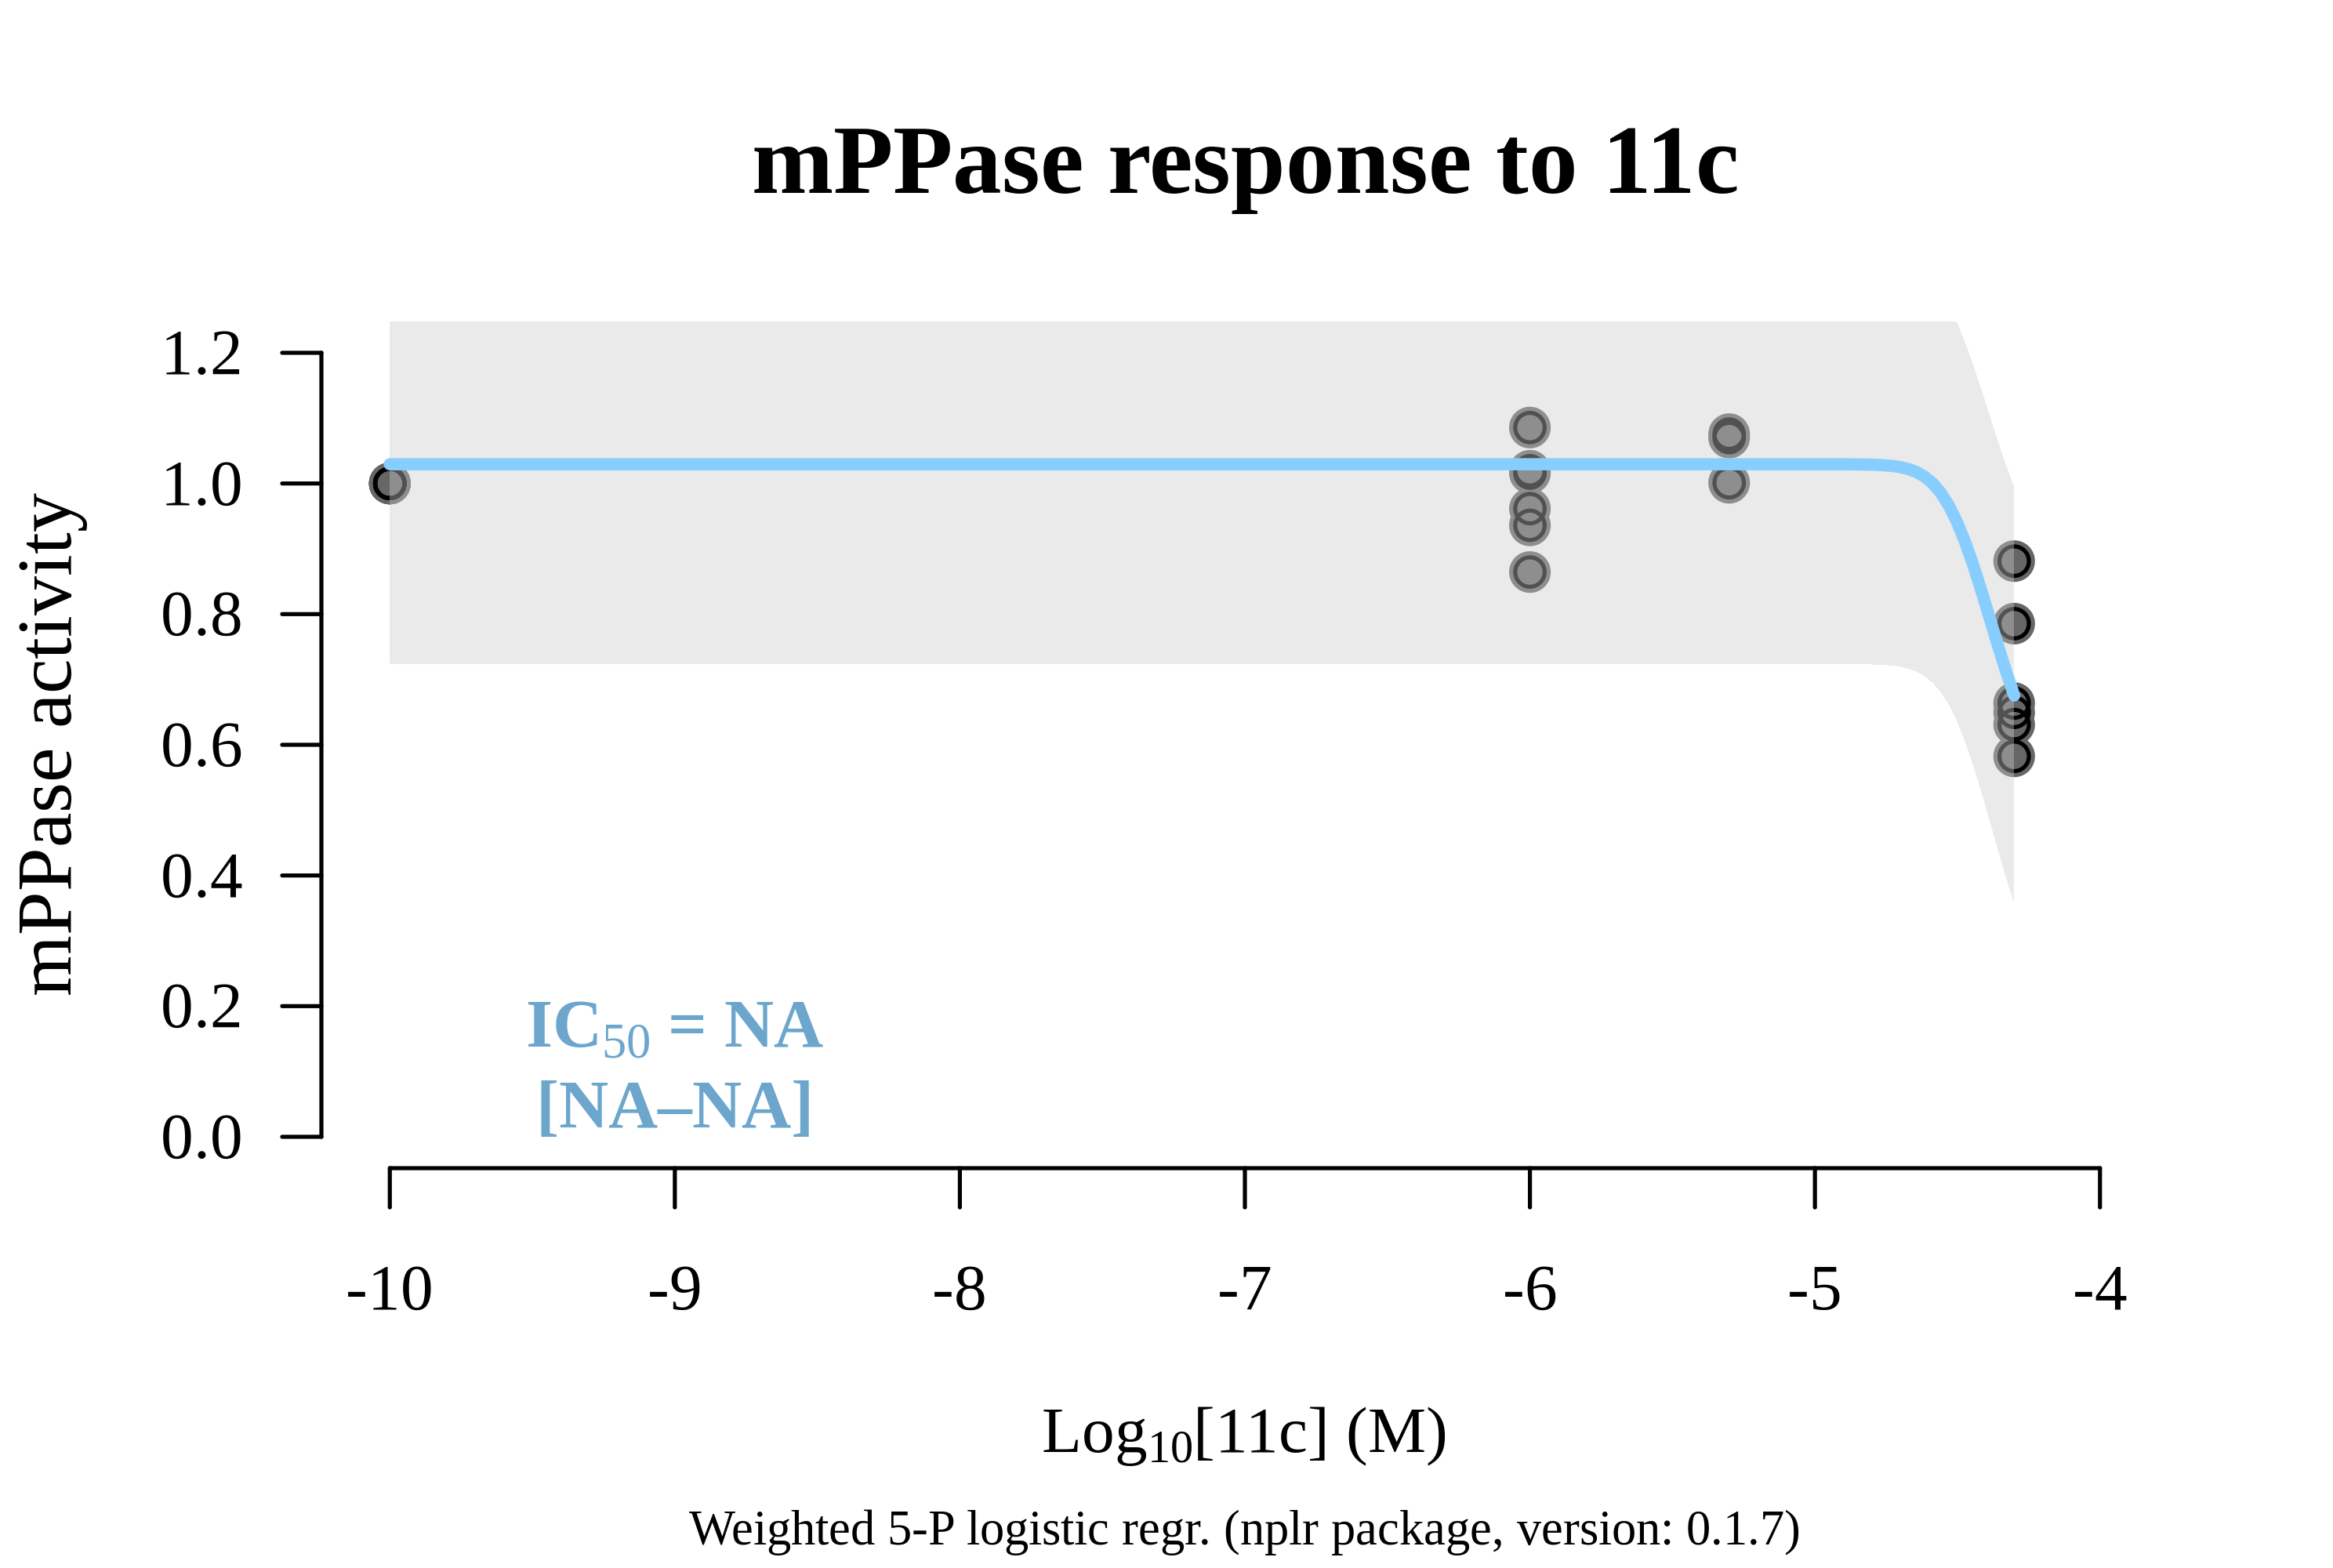 mPPase response to 11c
mPPase activity
1.2
1.0
0.8
0.6
0.4
0.2
0.0
IC50 = NA
[NA–NA]
-10 -9 -8 -7 -6 -5 -4
Log10[11c] (M)
Weighted 5-P logistic regr. (nplr package, version: 0.1.7)